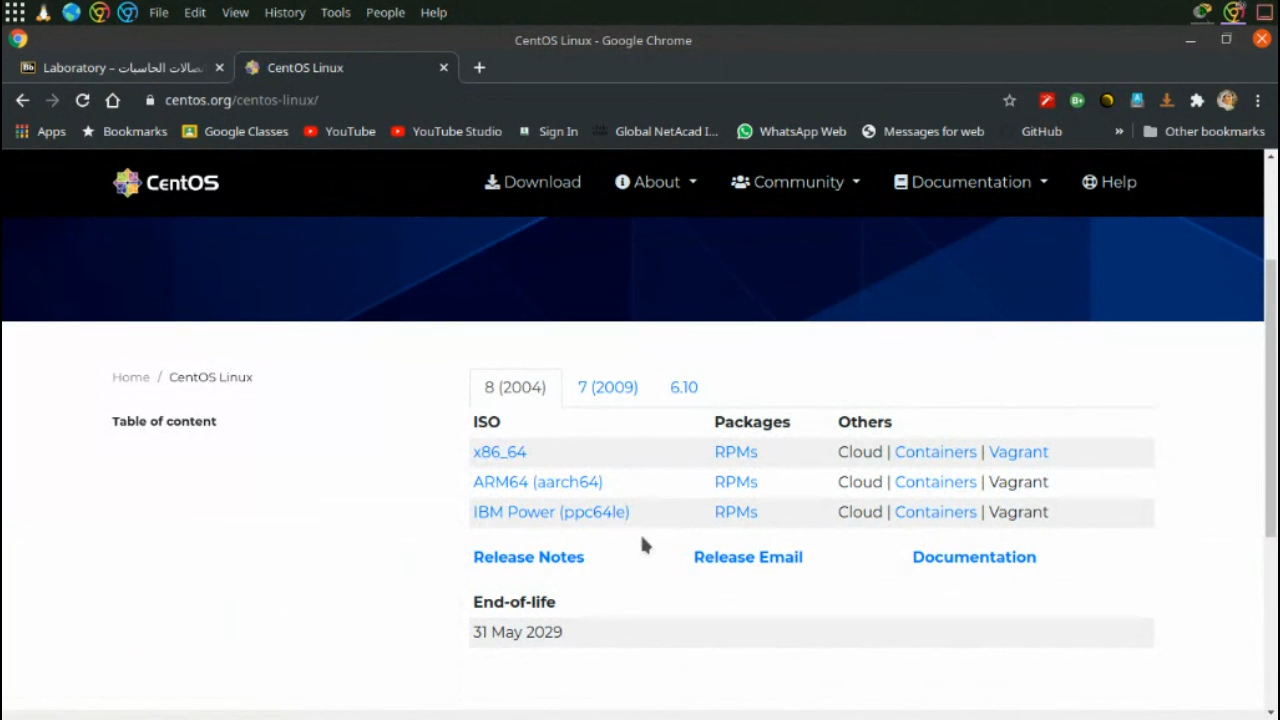 File Edit View History Tools People Help
CentOS Linux - Google Chrome
Bb Laboratory – تصالات الحاسبات
CentOS Linux
centos.org/centos-linux/
Apps Bookmarks Google Classes YouTube YouTube Studio Sign In Global NetAcad I... WhatsApp Web Messages for web GitHub » Other bookmarks
CentOS Download About Community Documentation Help
Home / CentOS Linux
Table of content
8 (2004) 7 (2009) 6.10
ISO Packages Others
x86_64 RPMs Cloud | Containers | Vagrant
ARM64 (aarch64) RPMs Cloud | Containers | Vagrant
IBM Power (ppc64le) RPMs Cloud | Containers | Vagrant
Release Notes Release Email Documentation
End-of-life
31 May 2029